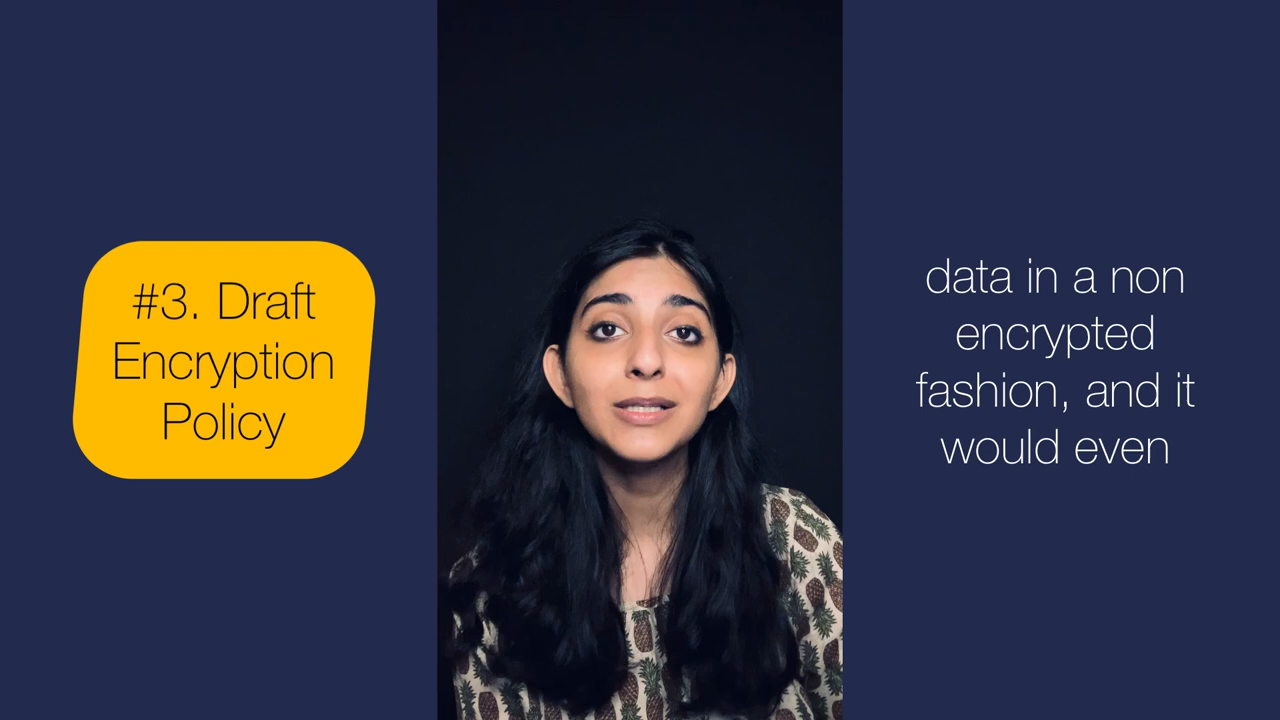 #3. Draft
Encryption
Policy
data in a non
encrypted
fashion, and it
would even